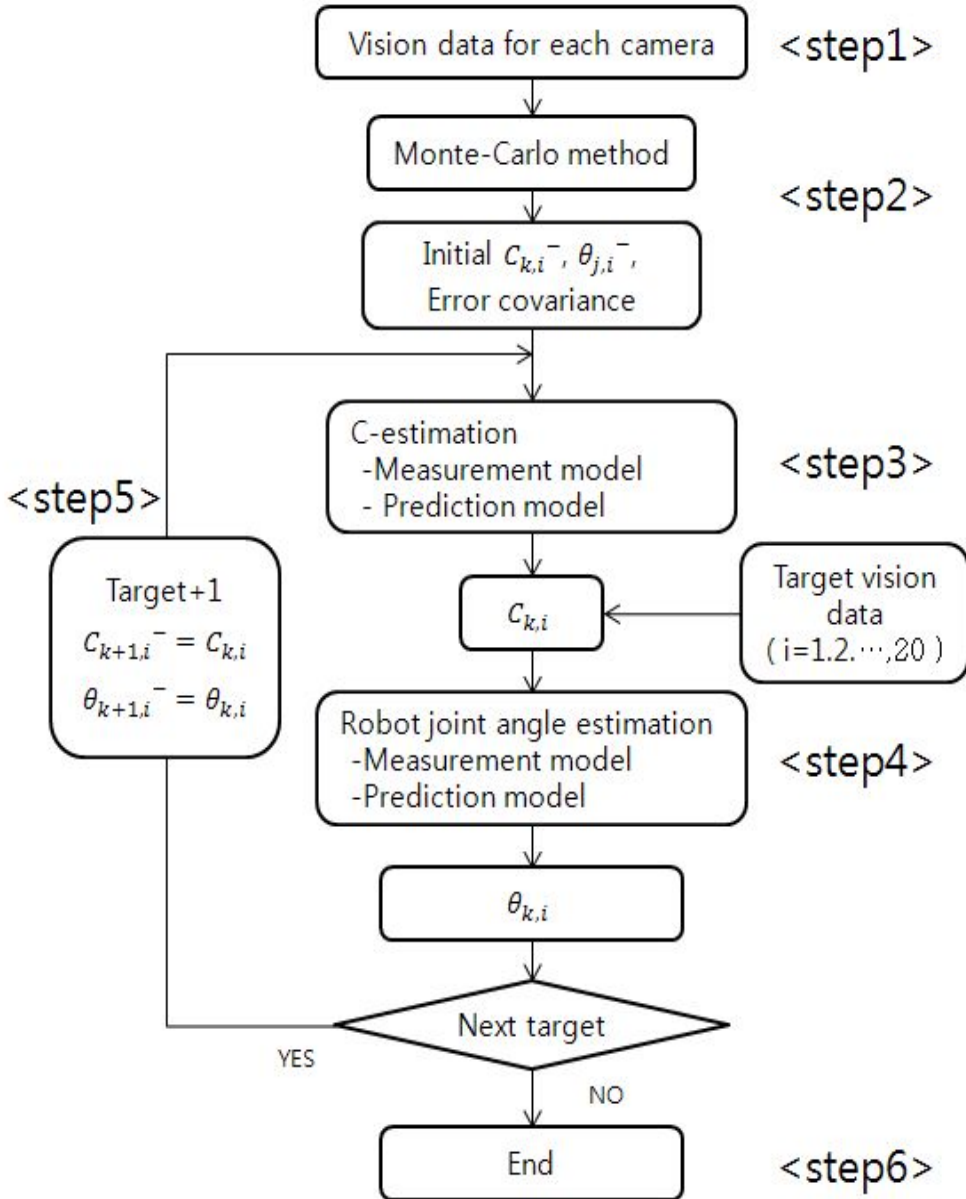 Vision data for each camera
<step1>
Monte-Carlo method
<step2>
Initial C_{k,i}^-, θ_{j,i}^-,
Error covariance
C-estimation
-Measurement model
- Prediction model
<step3>
<step5>
Target+1
C_{k+1,i}^- = C_{k,i}
θ_{k+1,i}^- = θ_{k,i}
C_{k,i}
Target vision
data
( i=1.2.⋯,20 )
Robot joint angle estimation
-Measurement model
-Prediction model
<step4>
θ_{k,i}
Next target
YES
NO
End
<step6>